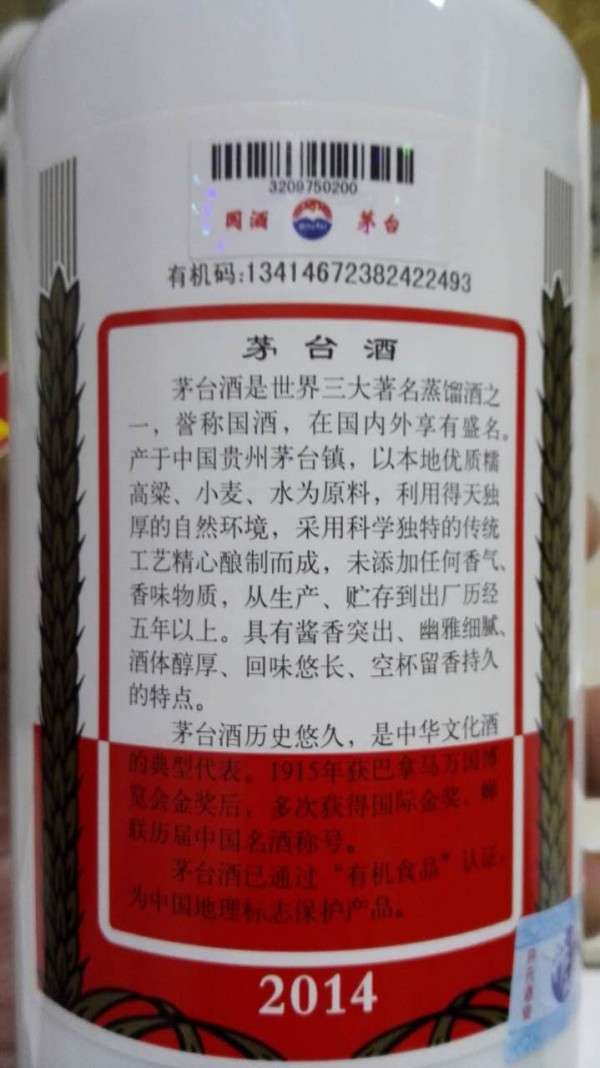 3209750200
国酒 茅台
有机码:13414672382422493
茅台酒
茅台酒是世界三大著名蒸馏酒之
一，誉称国酒，在国内外享有盛名。
产于中国贵州茅台镇，以本地优质糯
高粱、小麦、水为原料，利用得天独
厚的自然环境，采用科学独特的传统
工艺精心酿制而成，未添加任何香气、
香味物质，从生产、贮存到出厂历经
五年以上。具有酱香突出、幽雅细腻、
酒体醇厚、回味悠长、空杯留香持久
的特点。
茅台酒历史悠久，是中华文化酒
的典型代表。1915年获巴拿马万国博
览会金奖后，多次获得国际金奖、蝉
联历届中国名酒称号。
茅台酒已通过“有机食品”认证，
为中国地理标志保护产品。
2014